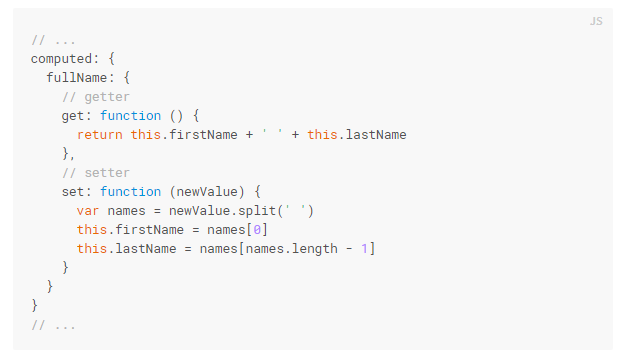 JS
// ...
computed: {
  fullName: {
    // getter
    get: function () {
      return this.firstName + ' ' + this.lastName
    },
    // setter
    set: function (newValue) {
      var names = newValue.split(' ')
      this.firstName = names[0]
      this.lastName = names[names.length - 1]
    }
  }
}
// ...